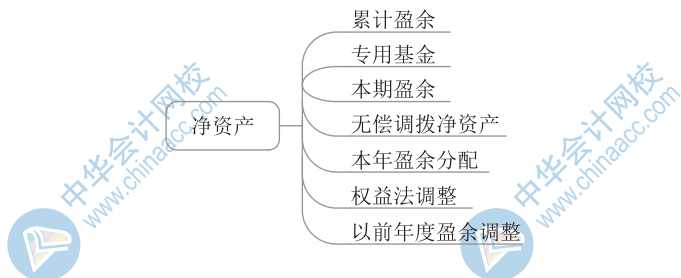 累计盈余
专用基金
本期盈余
无偿调拨净资产
净资产
本年盈余分配
权益法调整
以前年度盈余调整
中华会计网校
www.chinaacc.com
中华会计网校
www.chinaacc.com